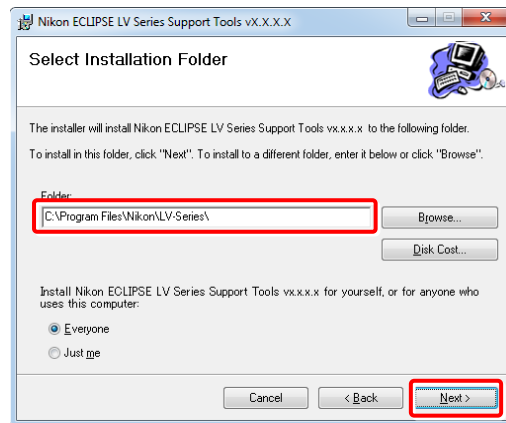 Nikon ECLIPSE LV Series Support Tools vX.X.X.X
Select Installation Folder
The installer will install Nikon ECLIPSE LV Series Support Tools vx.x.x.x to the following folder.
To install in this folder, click "Next". To install to a different folder, enter it below or click "Browse".
Folder:
C:\Program Files\Nikon\LV-Series\
Browse...
Disk Cost...
Install Nikon ECLIPSE LV Series Support Tools vx.x.x.x for yourself, or for anyone who
uses this computer:
Everyone
Just me
Cancel
< Back
Next >